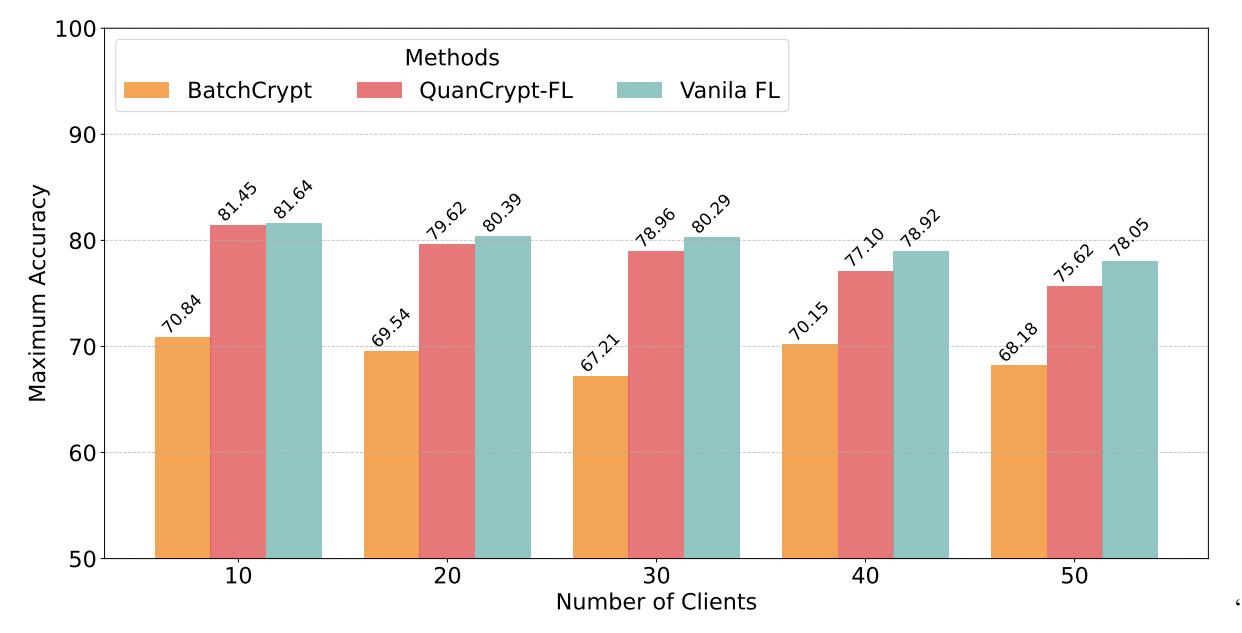 Methods
BatchCrypt QuanCrypt-FL Vanila FL
100
90
80
70
60
50
Maximum Accuracy
70.84 81.45 81.64
69.54 79.62 80.39
67.21 78.96 80.29
70.15 77.10 78.92
68.18 75.62 78.05
10 20 30 40 50
Number of Clients
‘